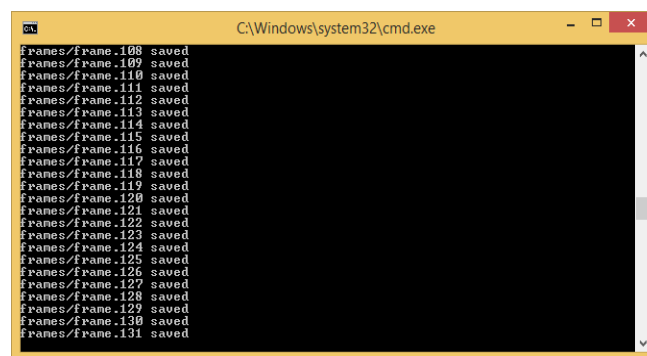 C:\Windows\system32\cmd.exe
frames/frame.108 saved
frames/frame.109 saved
frames/frame.110 saved
frames/frame.111 saved
frames/frame.112 saved
frames/frame.113 saved
frames/frame.114 saved
frames/frame.115 saved
frames/frame.116 saved
frames/frame.117 saved
frames/frame.118 saved
frames/frame.119 saved
frames/frame.120 saved
frames/frame.121 saved
frames/frame.122 saved
frames/frame.123 saved
frames/frame.124 saved
frames/frame.125 saved
frames/frame.126 saved
frames/frame.127 saved
frames/frame.128 saved
frames/frame.129 saved
frames/frame.130 saved
frames/frame.131 saved